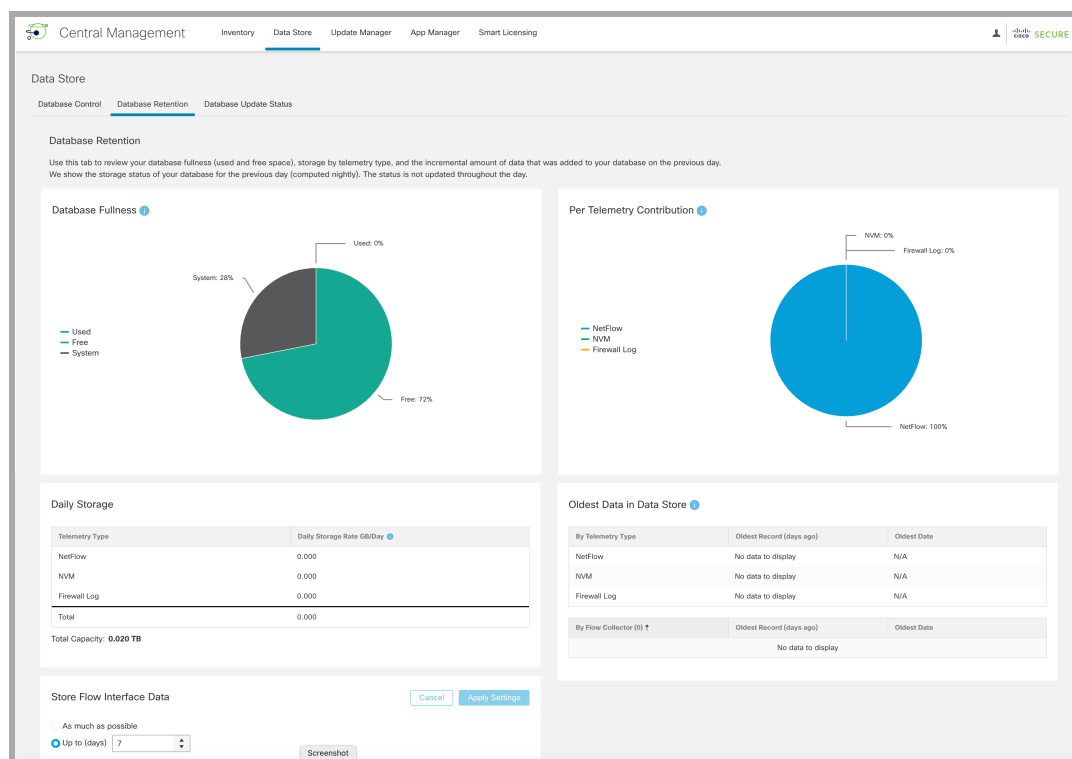 Central Management
Inventory
Data Store
Update Manager
App Manager
Smart Licensing
cisco SECURE
Data Store
Database Control
Database Retention
Database Update Status
Database Retention
Use this tab to review your database fullness (used and free space), storage by telemetry type, and the incremental amount of data that was added to your database on the previous day.
We show the storage status of your database for the previous day (computed nightly). The status is not updated throughout the day.
Database Fullness
Used: 0%
System: 28%
Used
Free
System
Free: 72%
Per Telemetry Contribution
NVM: 0%
Firewall Log: 0%
NetFlow
NVM
Firewall Log
NetFlow: 100%
Daily Storage
Telemetry Type Daily Storage Rate GB/Day
NetFlow 0.000
NVM 0.000
Firewall Log 0.000
Total 0.000
Total Capacity: 0.020 TB
Oldest Data in Data Store
By Telemetry Type Oldest Record (days ago) Oldest Date
NetFlow No data to display N/A
NVM No data to display N/A
Firewall Log No data to display N/A
By Flow Collector (0) Oldest Record (days ago) Oldest Date
No data to display
Store Flow Interface Data
Cancel
Apply Settings
As much as possible
Up to (days) 7
Screenshot